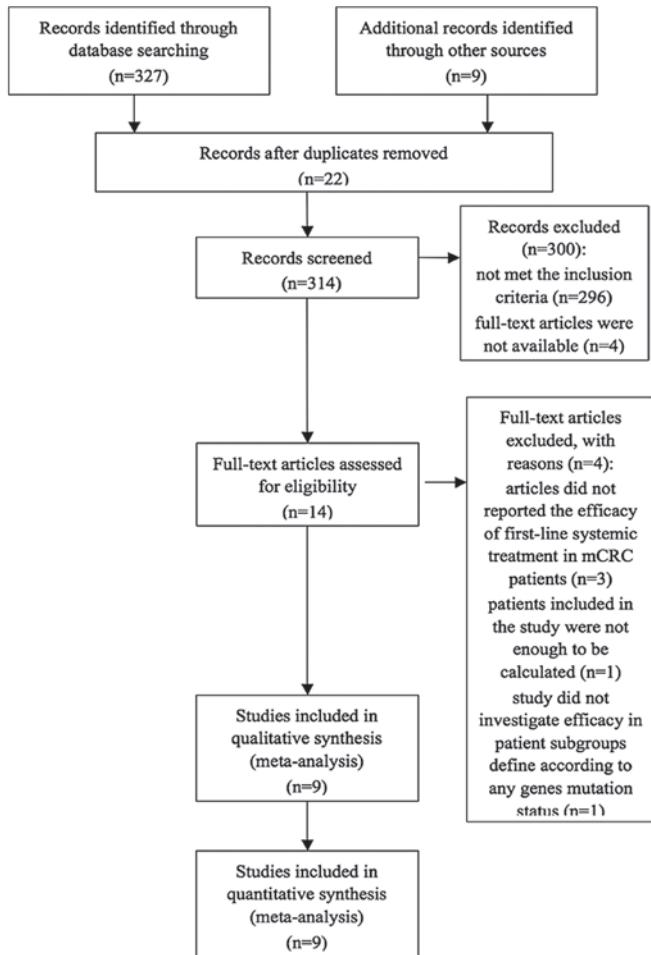 Records identified through
database searching
(n=327)
Additional records identified
through other sources
(n=9)
Records after duplicates removed
(n=22)
Records screened
(n=314)
Records excluded
(n=300):
not met the inclusion
criteria (n=296)
full-text articles were
not available (n=4)
Full-text articles assessed
for eligibility
(n=14)
Full-text articles
excluded, with
reasons (n=4):
articles did not
reported the efficacy
of first-line systemic
treatment in mCRC
patients (n=3)
patients included in
the study were not
enough to be
calculated (n=1)
study did not
investigate efficacy in
patient subgroups
define according to
any genes mutation
status (n=1)
Studies included in
qualitative synthesis
(meta-analysis)
(n=9)
Studies included in
quantitative synthesis
(meta-analysis)
(n=9)